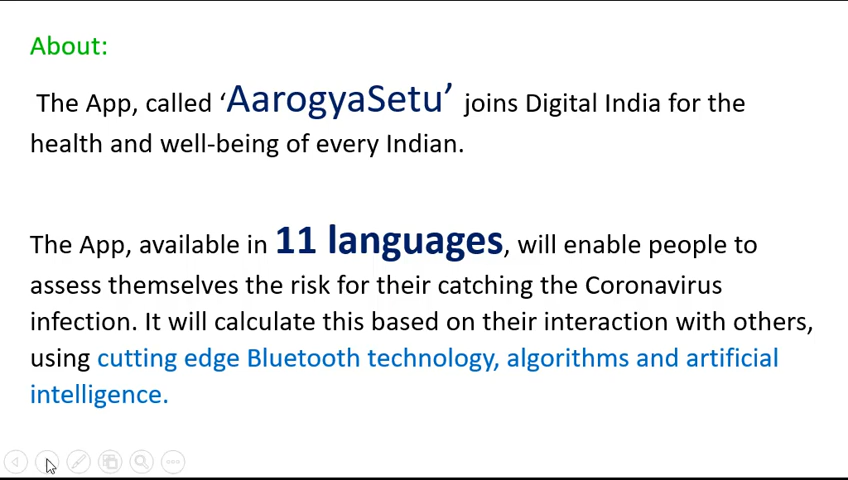 About:
The App, called ‘AarogyaSetu’ joins Digital India for the
health and well-being of every Indian.
The App, available in 11 languages, will enable people to
assess themselves the risk for their catching the Coronavirus
infection. It will calculate this based on their interaction with others,
using cutting edge Bluetooth technology, algorithms and artificial
intelligence.